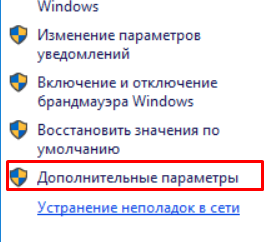 Windows
Изменение параметров
уведомлений
Включение и отключение
брандмауэра Windows
Восстановить значения по
умолчанию
Дополнительные параметры
Устранение неполадок в сети